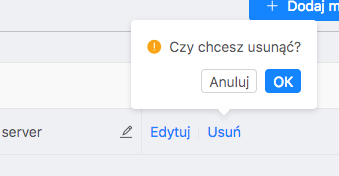 + Dodaj m
Czy chcesz usunąć?
Anuluj OK
server Edytuj Usuń